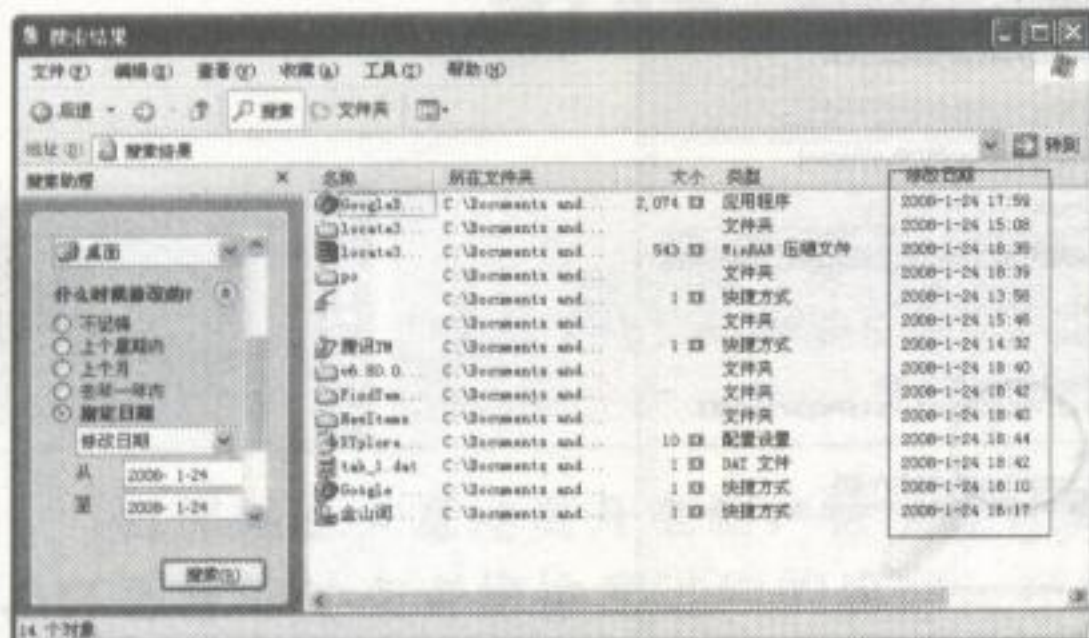 搜索结果
文件(F) 编辑(E) 查看(V) 收藏(A) 工具(T) 帮助(H)
后退 搜索 文件夹
地址(D) 搜索结果 转到
搜索助理 × 名称 所在文件夹 大小 类型 修改日期
C:\Documents and... 2,074 KB 应用程序 2008-1-24 17:59
locate3... C:\Documents and... 文件夹 2008-1-24 15:08
桌面 locate3... C:\Documents and... 543 KB WinRAR 压缩文件
po C:\Documents and... 文件夹 2008-1-24 18:39
什么时候修改的? C:\Documents and... 1 KB 快捷方式 2008-1-24 13:58
不记得 C:\Documents and... 文件夹 2008-1-24 15:46
上个星期内 腾讯TM C:\Documents and... 1 KB 快捷方式 2008-1-24 14:32
上个月 v6.80.0... C:\Documents and... 文件夹 2008-1-24 18:40
去年一年内 C:\Documents and... 文件夹 2008-1-24 18:42
指定日期 NewItems C:\Documents and... 文件夹 2008-1-24 18:40
修改日期 XYplore... C:\Documents and... 10 KB 配置设置 2008-1-24 18:44
从 2008- 1-24 tab_1.dat C:\Documents and... 1 KB DAT 文件 2008-1-24 18:42
Google C:\Documents and... 1 KB 快捷方式 2008-1-24 18:10
至 2008- 1-24 C:\Documents and... 1 KB 快捷方式
搜索(R)
14 个对象